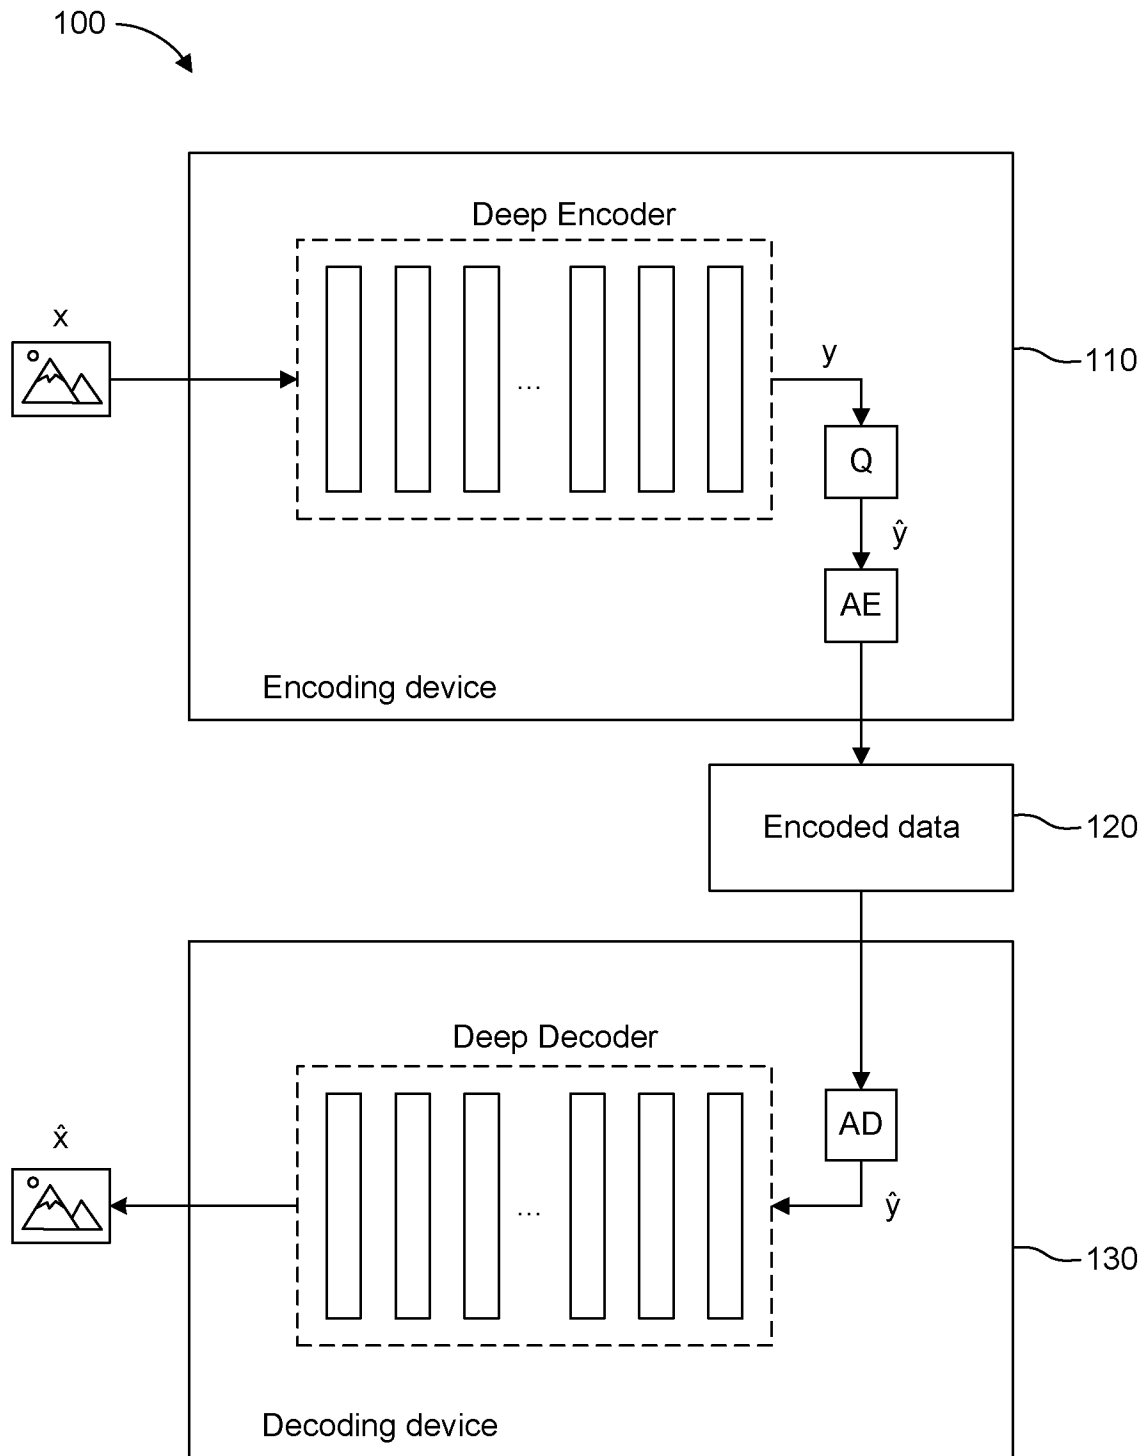 100
Deep Encoder
x
...
y
110
Q
ŷ
AE
Encoding device
Encoded data
120
Deep Decoder
AD
x̂
...
ŷ
130
Decoding device